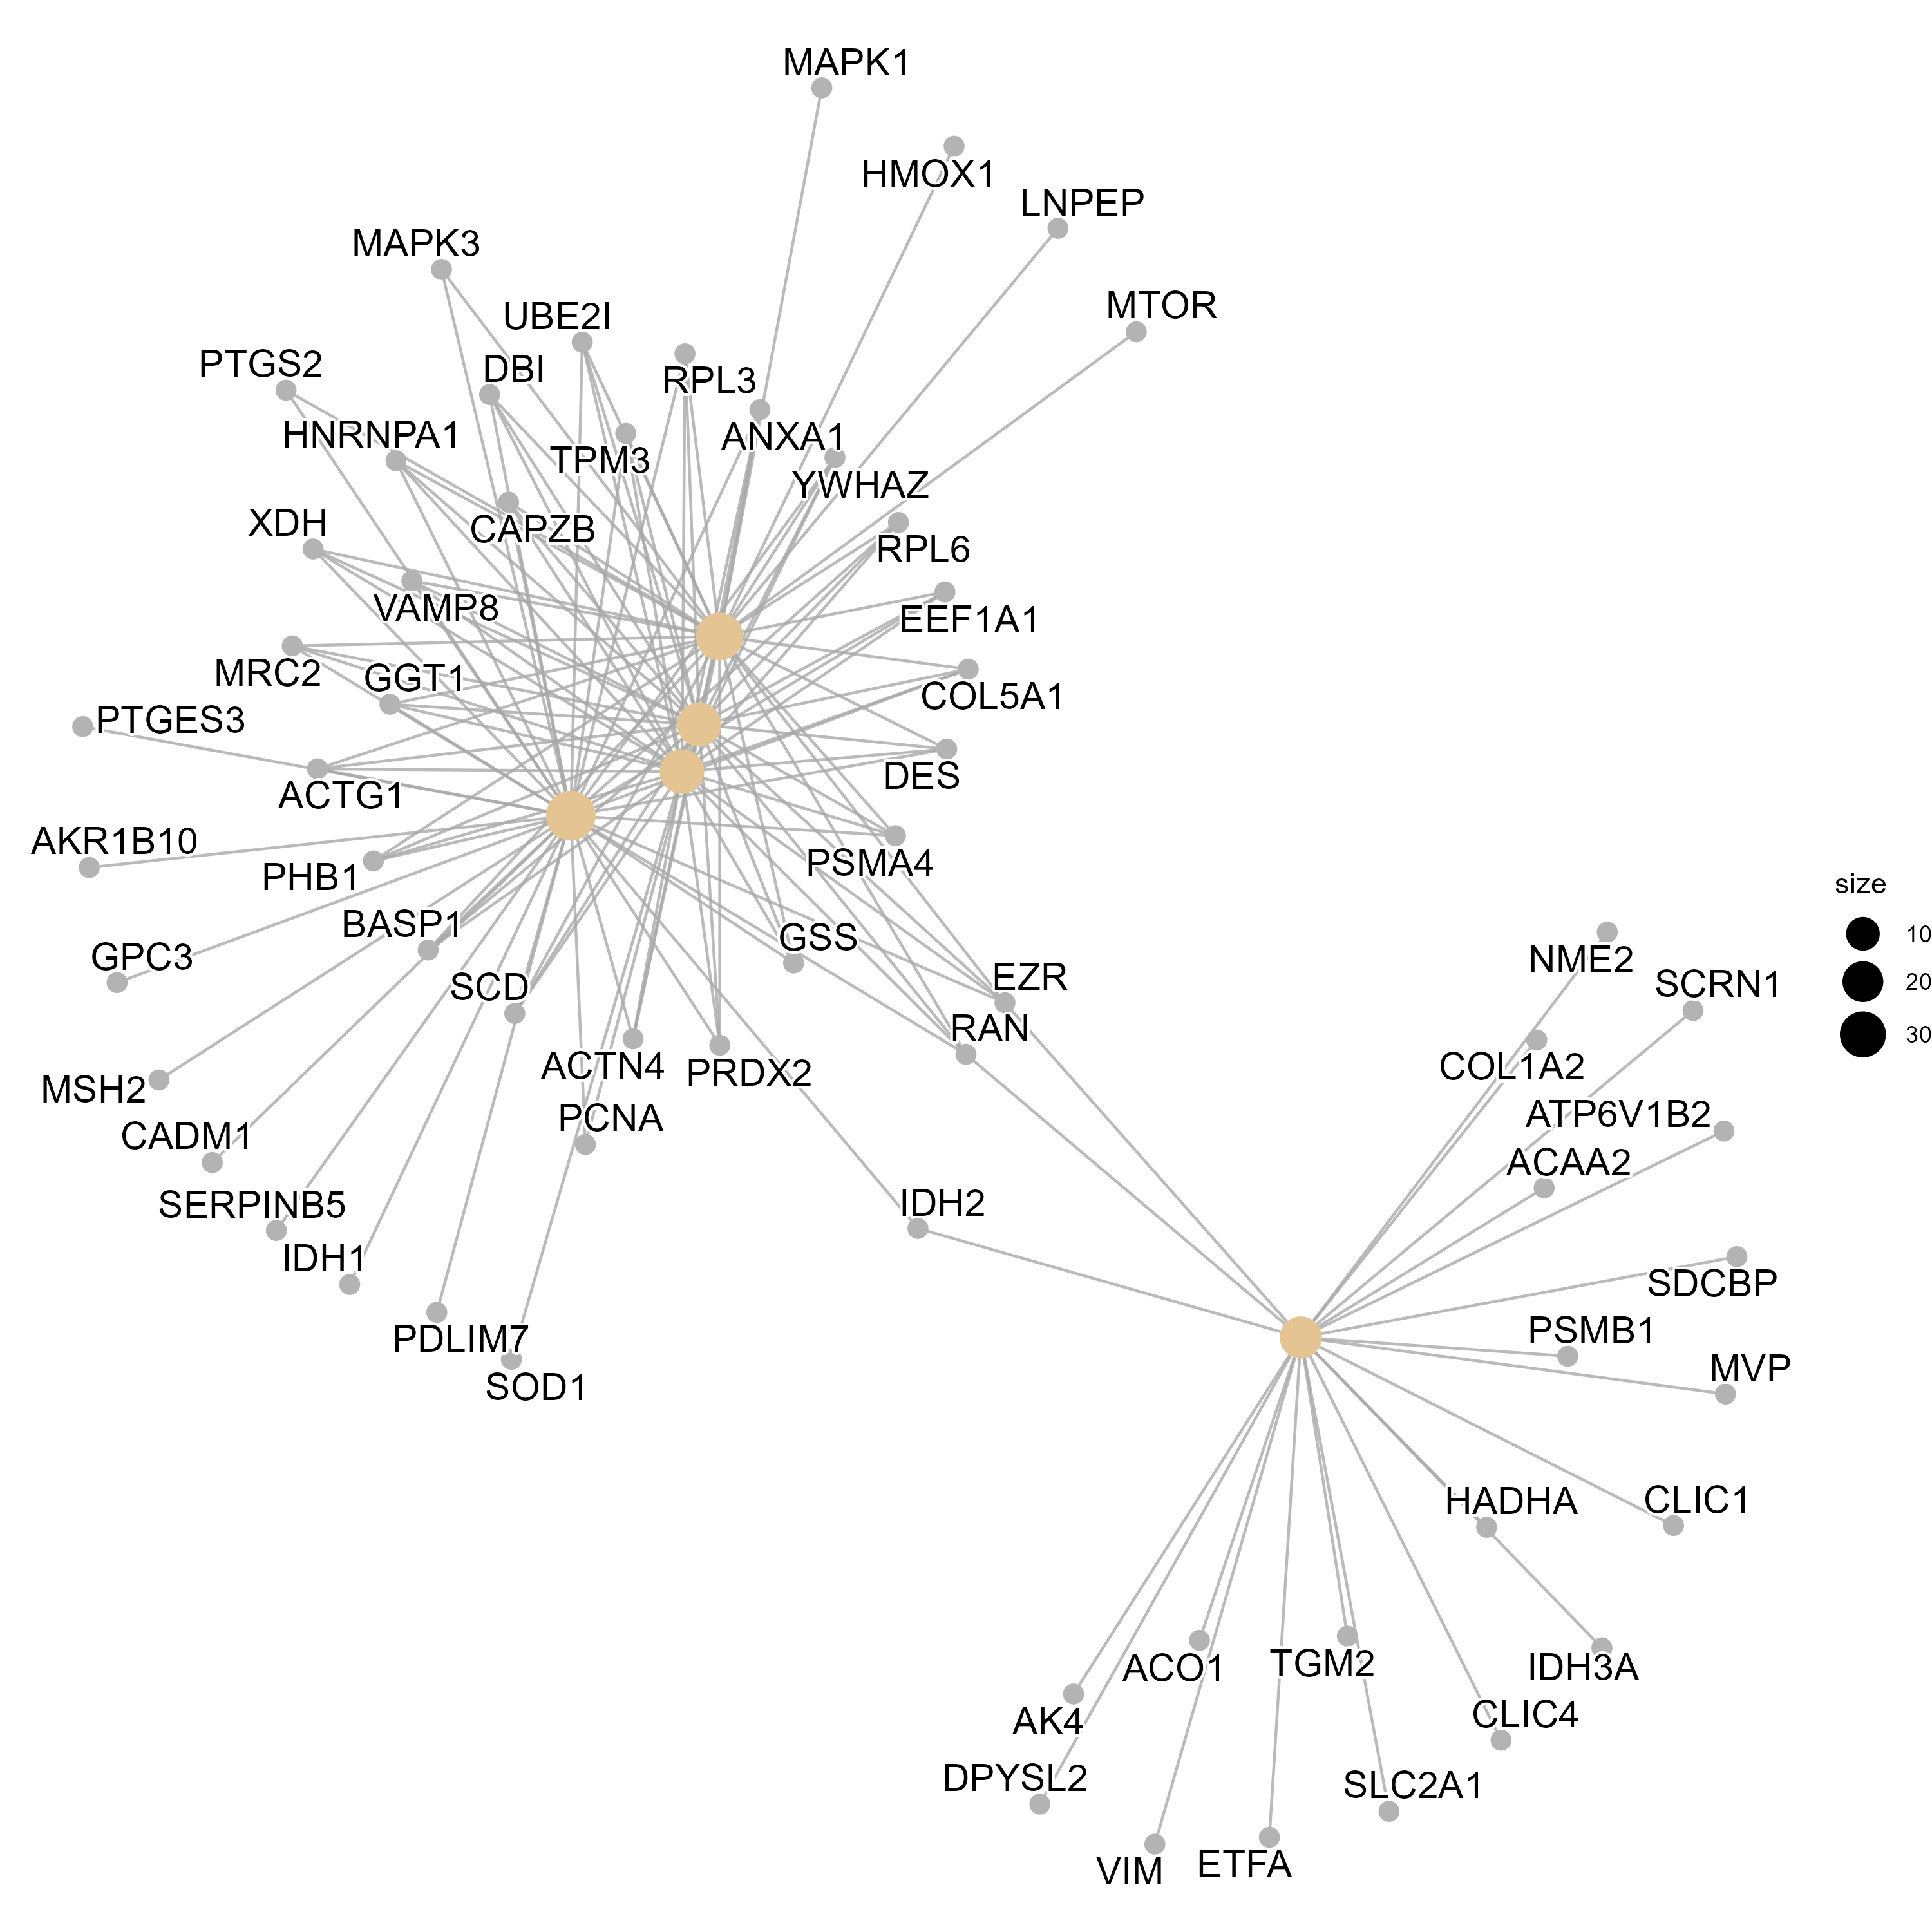 MAPK1
HMOX1
LNPEP
MAPK3
MTOR
UBE2I
PTGS2
DBI
RPL3
HNRNPA1
ANXA1
TPM3
YWHAZ
XDH
CAPZB
RPL6
VAMP8
EEF1A1
MRC2
GGT1
COL5A1
PTGES3
DES
ACTG1
AKR1B10
PSMA4
PHB1
size
10
20
30
BASP1
GSS
GPC3
NME2
EZR
SCRN1
SCD
RAN
ACTN4
PRDX2
COL1A2
MSH2
PCNA
ATP6V1B2
CADM1
ACAA2
SERPINB5
IDH2
IDH1
SDCBP
PDLIM7
PSMB1
MVP
SOD1
HADHA
CLIC1
ACO1
TGM2
IDH3A
AK4
CLIC4
DPYSL2
SLC2A1
VIM
ETFA